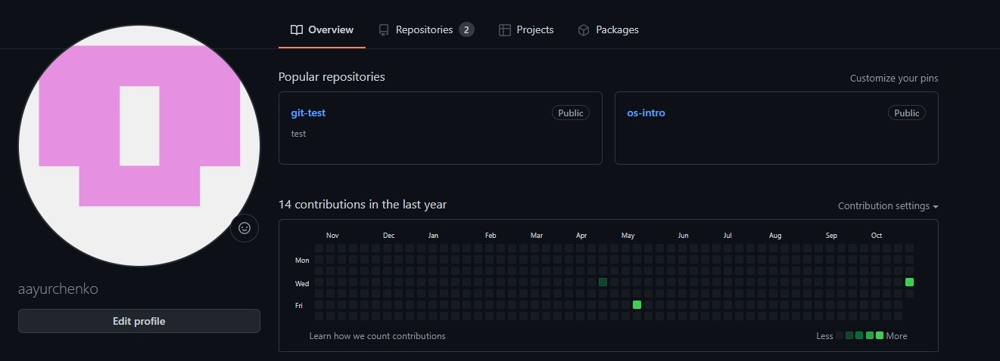 Overview Repositories 2 Projects Packages
Popular repositories Customize your pins
git-test Public
test
os-intro Public
14 contributions in the last year Contribution settings
Nov Dec Jan Feb Mar Apr May Jun Jul Aug Sep Oct
Mon
Wed
Fri
Learn how we count contributions Less More
aayurchenko
Edit profile